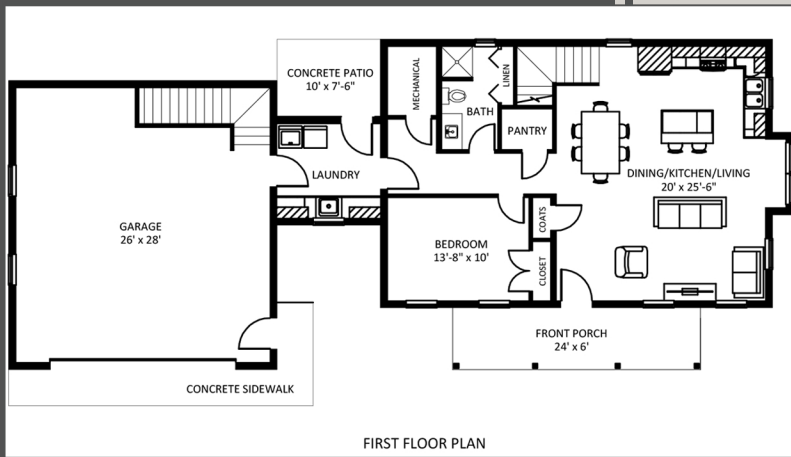 CONCRETE PATIO
10' x 7'-6"
MECHANICAL
LINEN
BATH
PANTRY
LAUNDRY
DINING/KITCHEN/LIVING
20' x 25'-6"
GARAGE
26' x 28'
COATS
BEDROOM
13'-8" x 10'
CLOSET
FRONT PORCH
24' x 6'
CONCRETE SIDEWALK
FIRST FLOOR PLAN